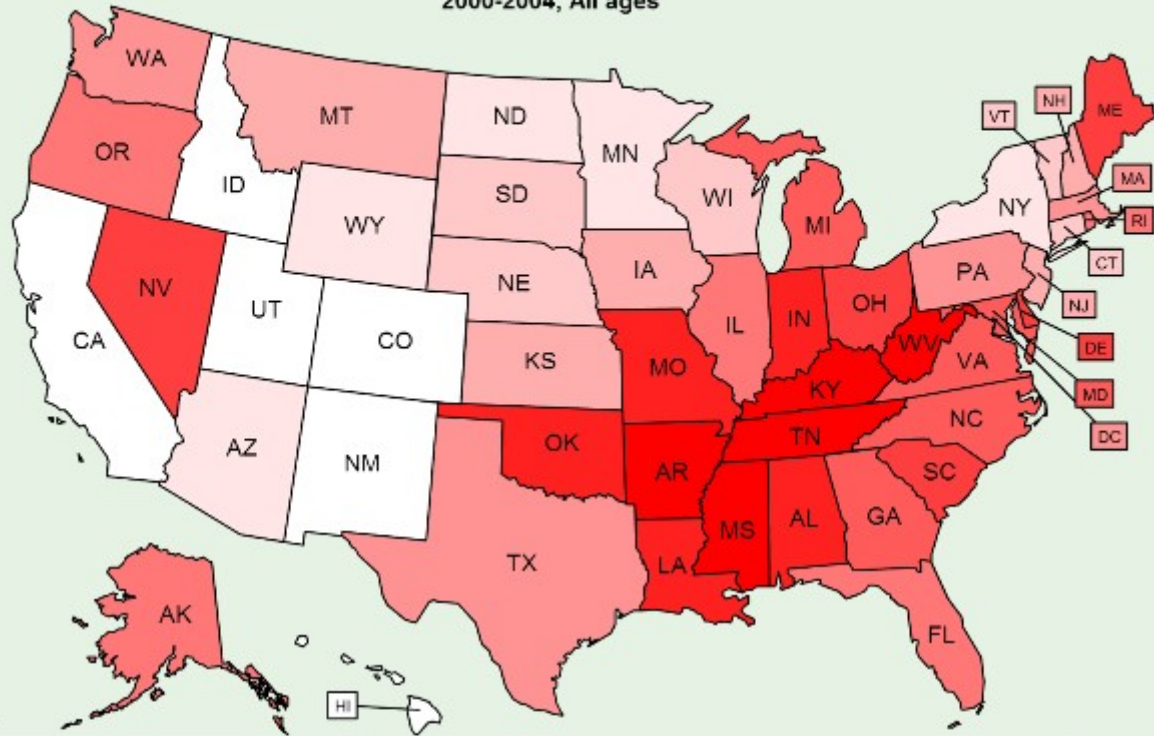 2000-2004, All ages
WA
MT
ND
MN
OR
ID
WY
SD
WI
MI
NY
VT
NH
ME
MA
RI
CT
NJ
PA
NV
UT
CO
NE
IA
IL
IN
OH
DE
MD
DC
CA
KS
MO
KY
WV
VA
AZ
NM
OK
AR
TN
NC
SC
TX
LA
MS
AL
GA
FL
AK
HI